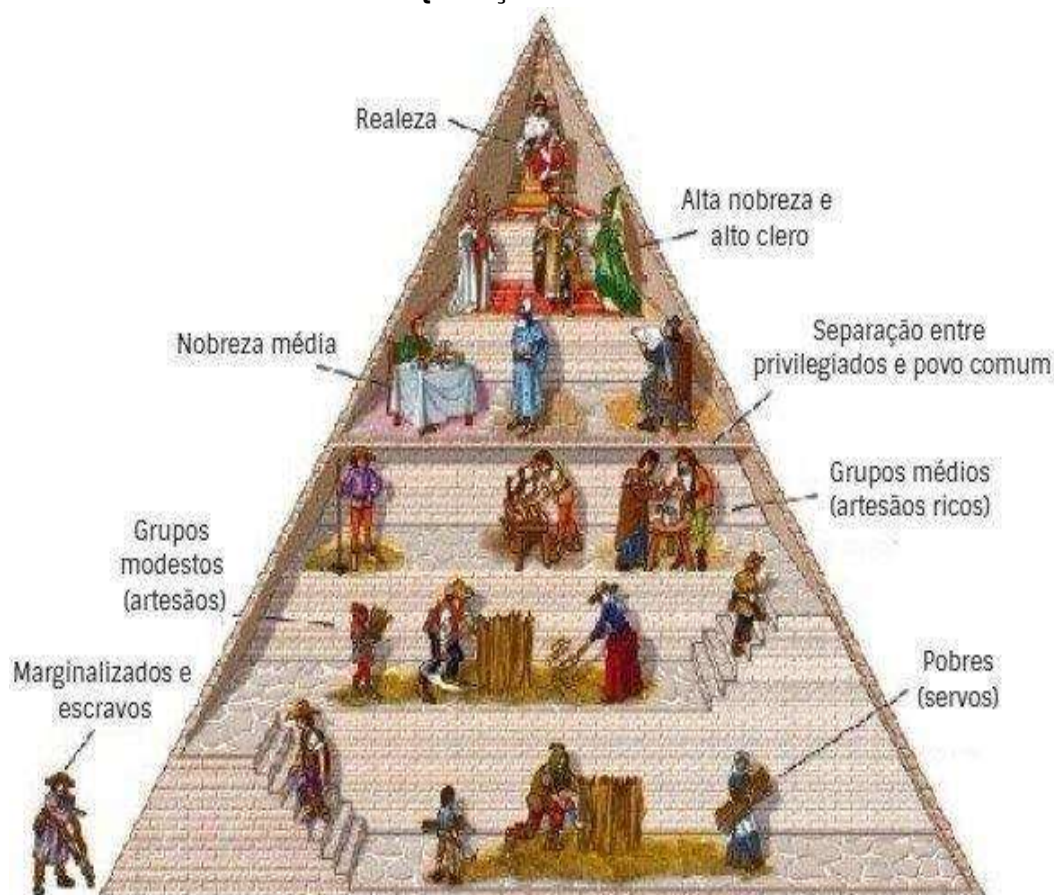 Realeza
Alta nobreza e
alto clero
Nobreza média
Separação entre
privilegiados e povo comum
Grupos médios
(artesãos ricos)
Grupos
modestos
(artesãos)
Marginalizados e
escravos
Pobres
(servos)